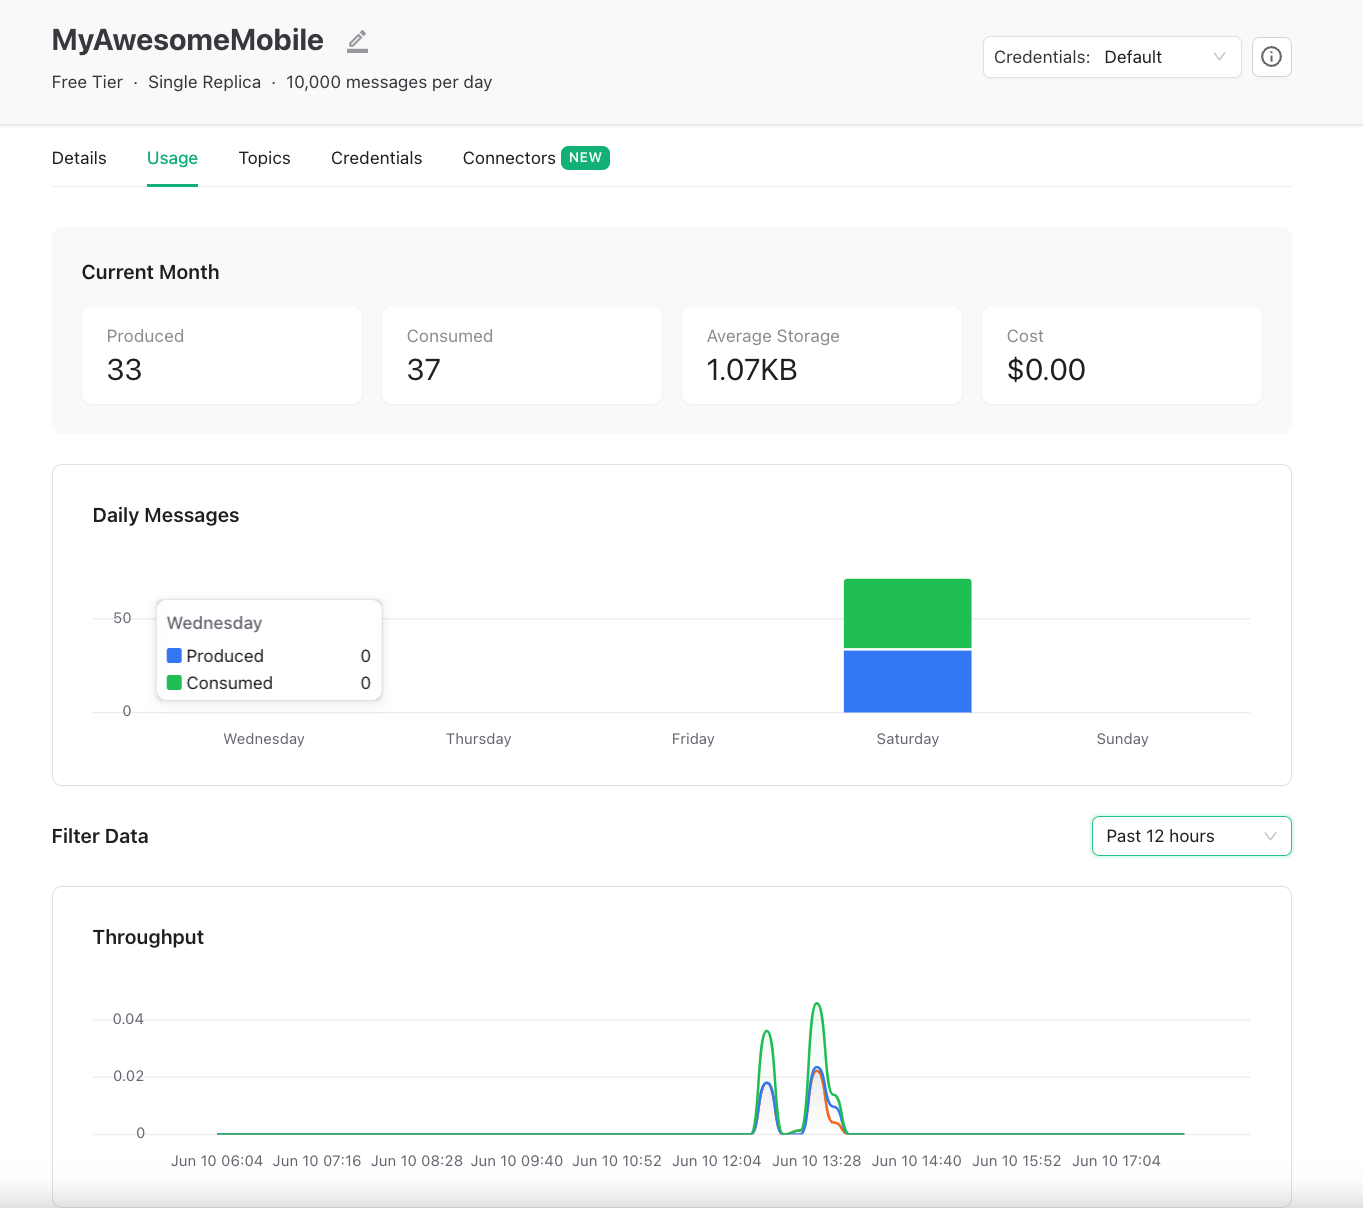 MyAwesomeMobile
Free Tier · Single Replica · 10,000 messages per day
Credentials: Default
Details Usage Topics Credentials Connectors NEW
Current Month
Produced
33
Consumed
37
Average Storage
1.07KB
Cost
$0.00
Daily Messages
50
0
Wednesday
Produced 0
Consumed 0
Wednesday Thursday Friday Saturday Sunday
Filter Data
Past 12 hours
Throughput
0.04
0.02
0
Jun 10 06:04 Jun 10 07:16 Jun 10 08:28 Jun 10 09:40 Jun 10 10:52 Jun 10 12:04 Jun 10 13:28 Jun 10 14:40 Jun 10 15:52 Jun 10 17:04